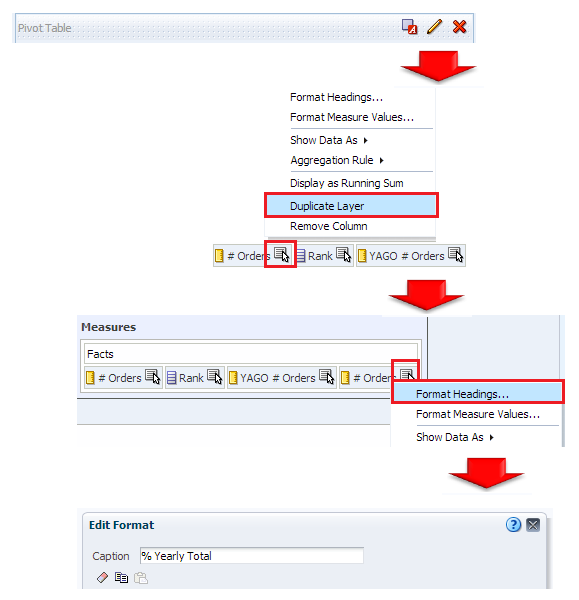 Pivot Table
Format Headings...
Format Measure Values...
Show Data As
Aggregation Rule
Display as Running Sum
Duplicate Layer
Remove Column
# Orders Rank YAGO # Orders
Measures
Facts
# Orders Rank YAGO # Orders # Orders
Format Headings...
Format Measure Values...
Show Data As
Edit Format
Caption % Yearly Total